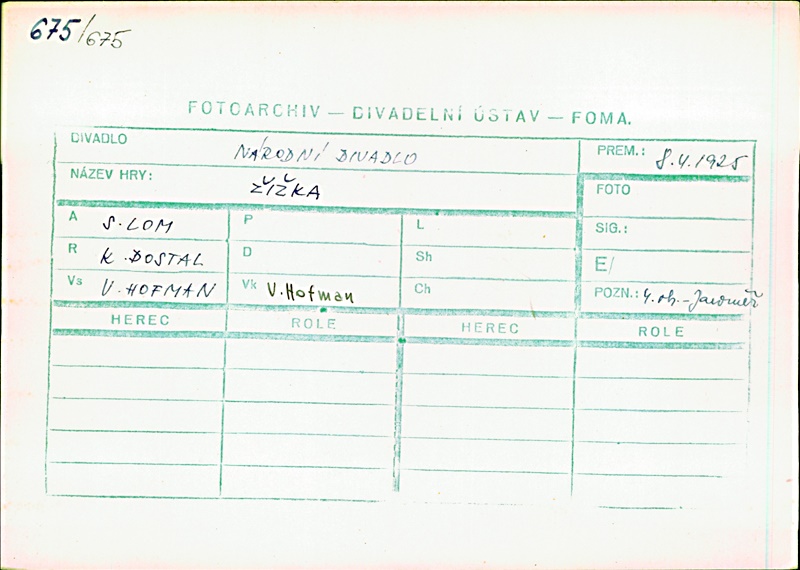 675/675
FOTOARCHIV — DIVADELNÍ ÚSTAV — FOMA.
DIVADLO NÁRODNÍ DIVADLO PREM.: 8.4.1925
NÁZEV HRY: ŽIŽKA FOTO
A S. LOM P L SIG.:
R K. DOSTAL D Sh E/
Vs V. HOFMAN Vk V. Hofman Ch POZN.: 4. ob. – Jaroměř
HEREC ROLE HEREC ROLE